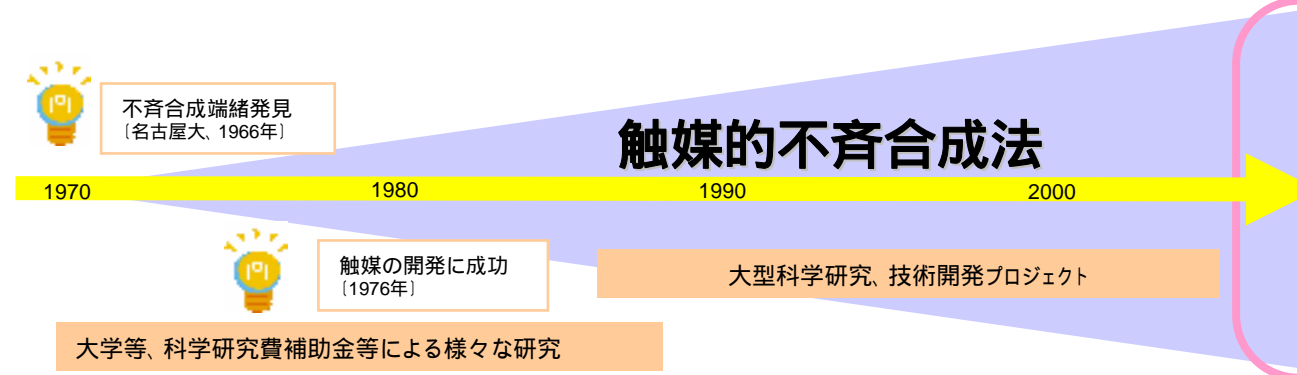 不斉合成端緒発見
〔名古屋大、1966年〕
触媒的不斉合成法
1970
1980
1990
2000
触媒の開発に成功
〔1976年〕
大型科学研究、技術開発プロジェクト
大学等、科学研究費補助金等による様々な研究